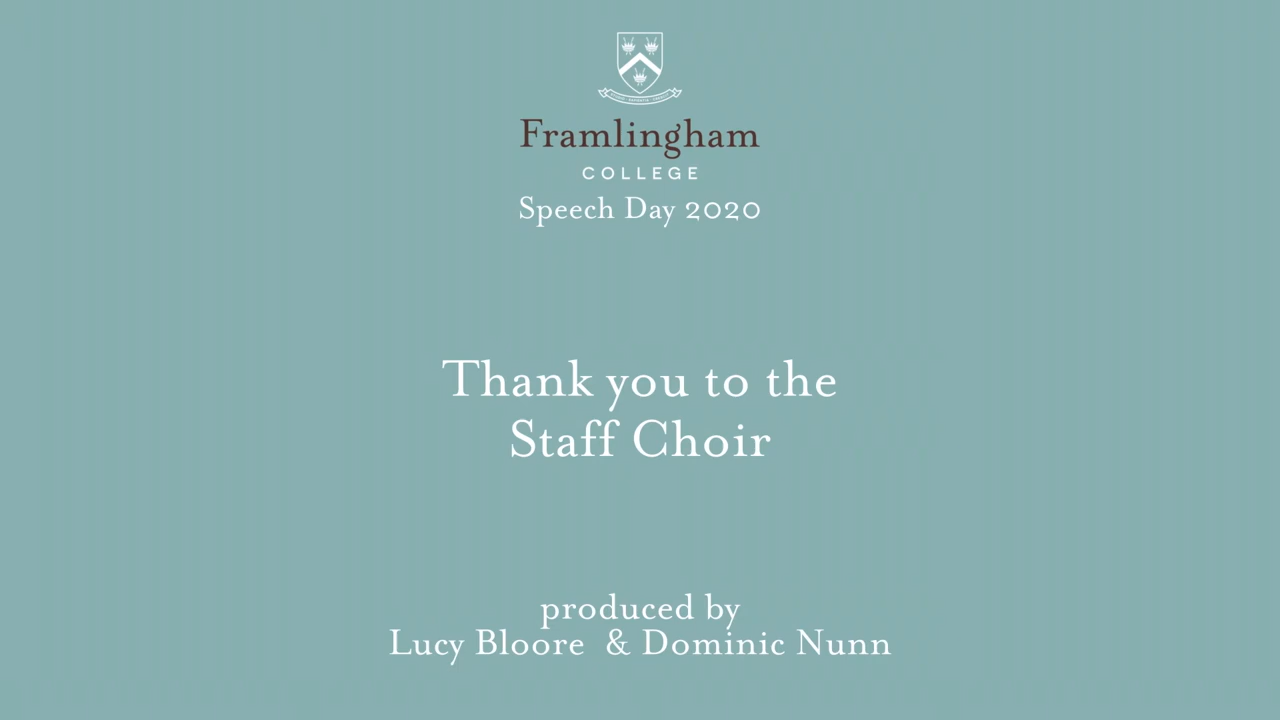 Framlingham
COLLEGE
Speech Day 2020
Thank you to the
Staff Choir
produced by
Lucy Bloore & Dominic Nunn